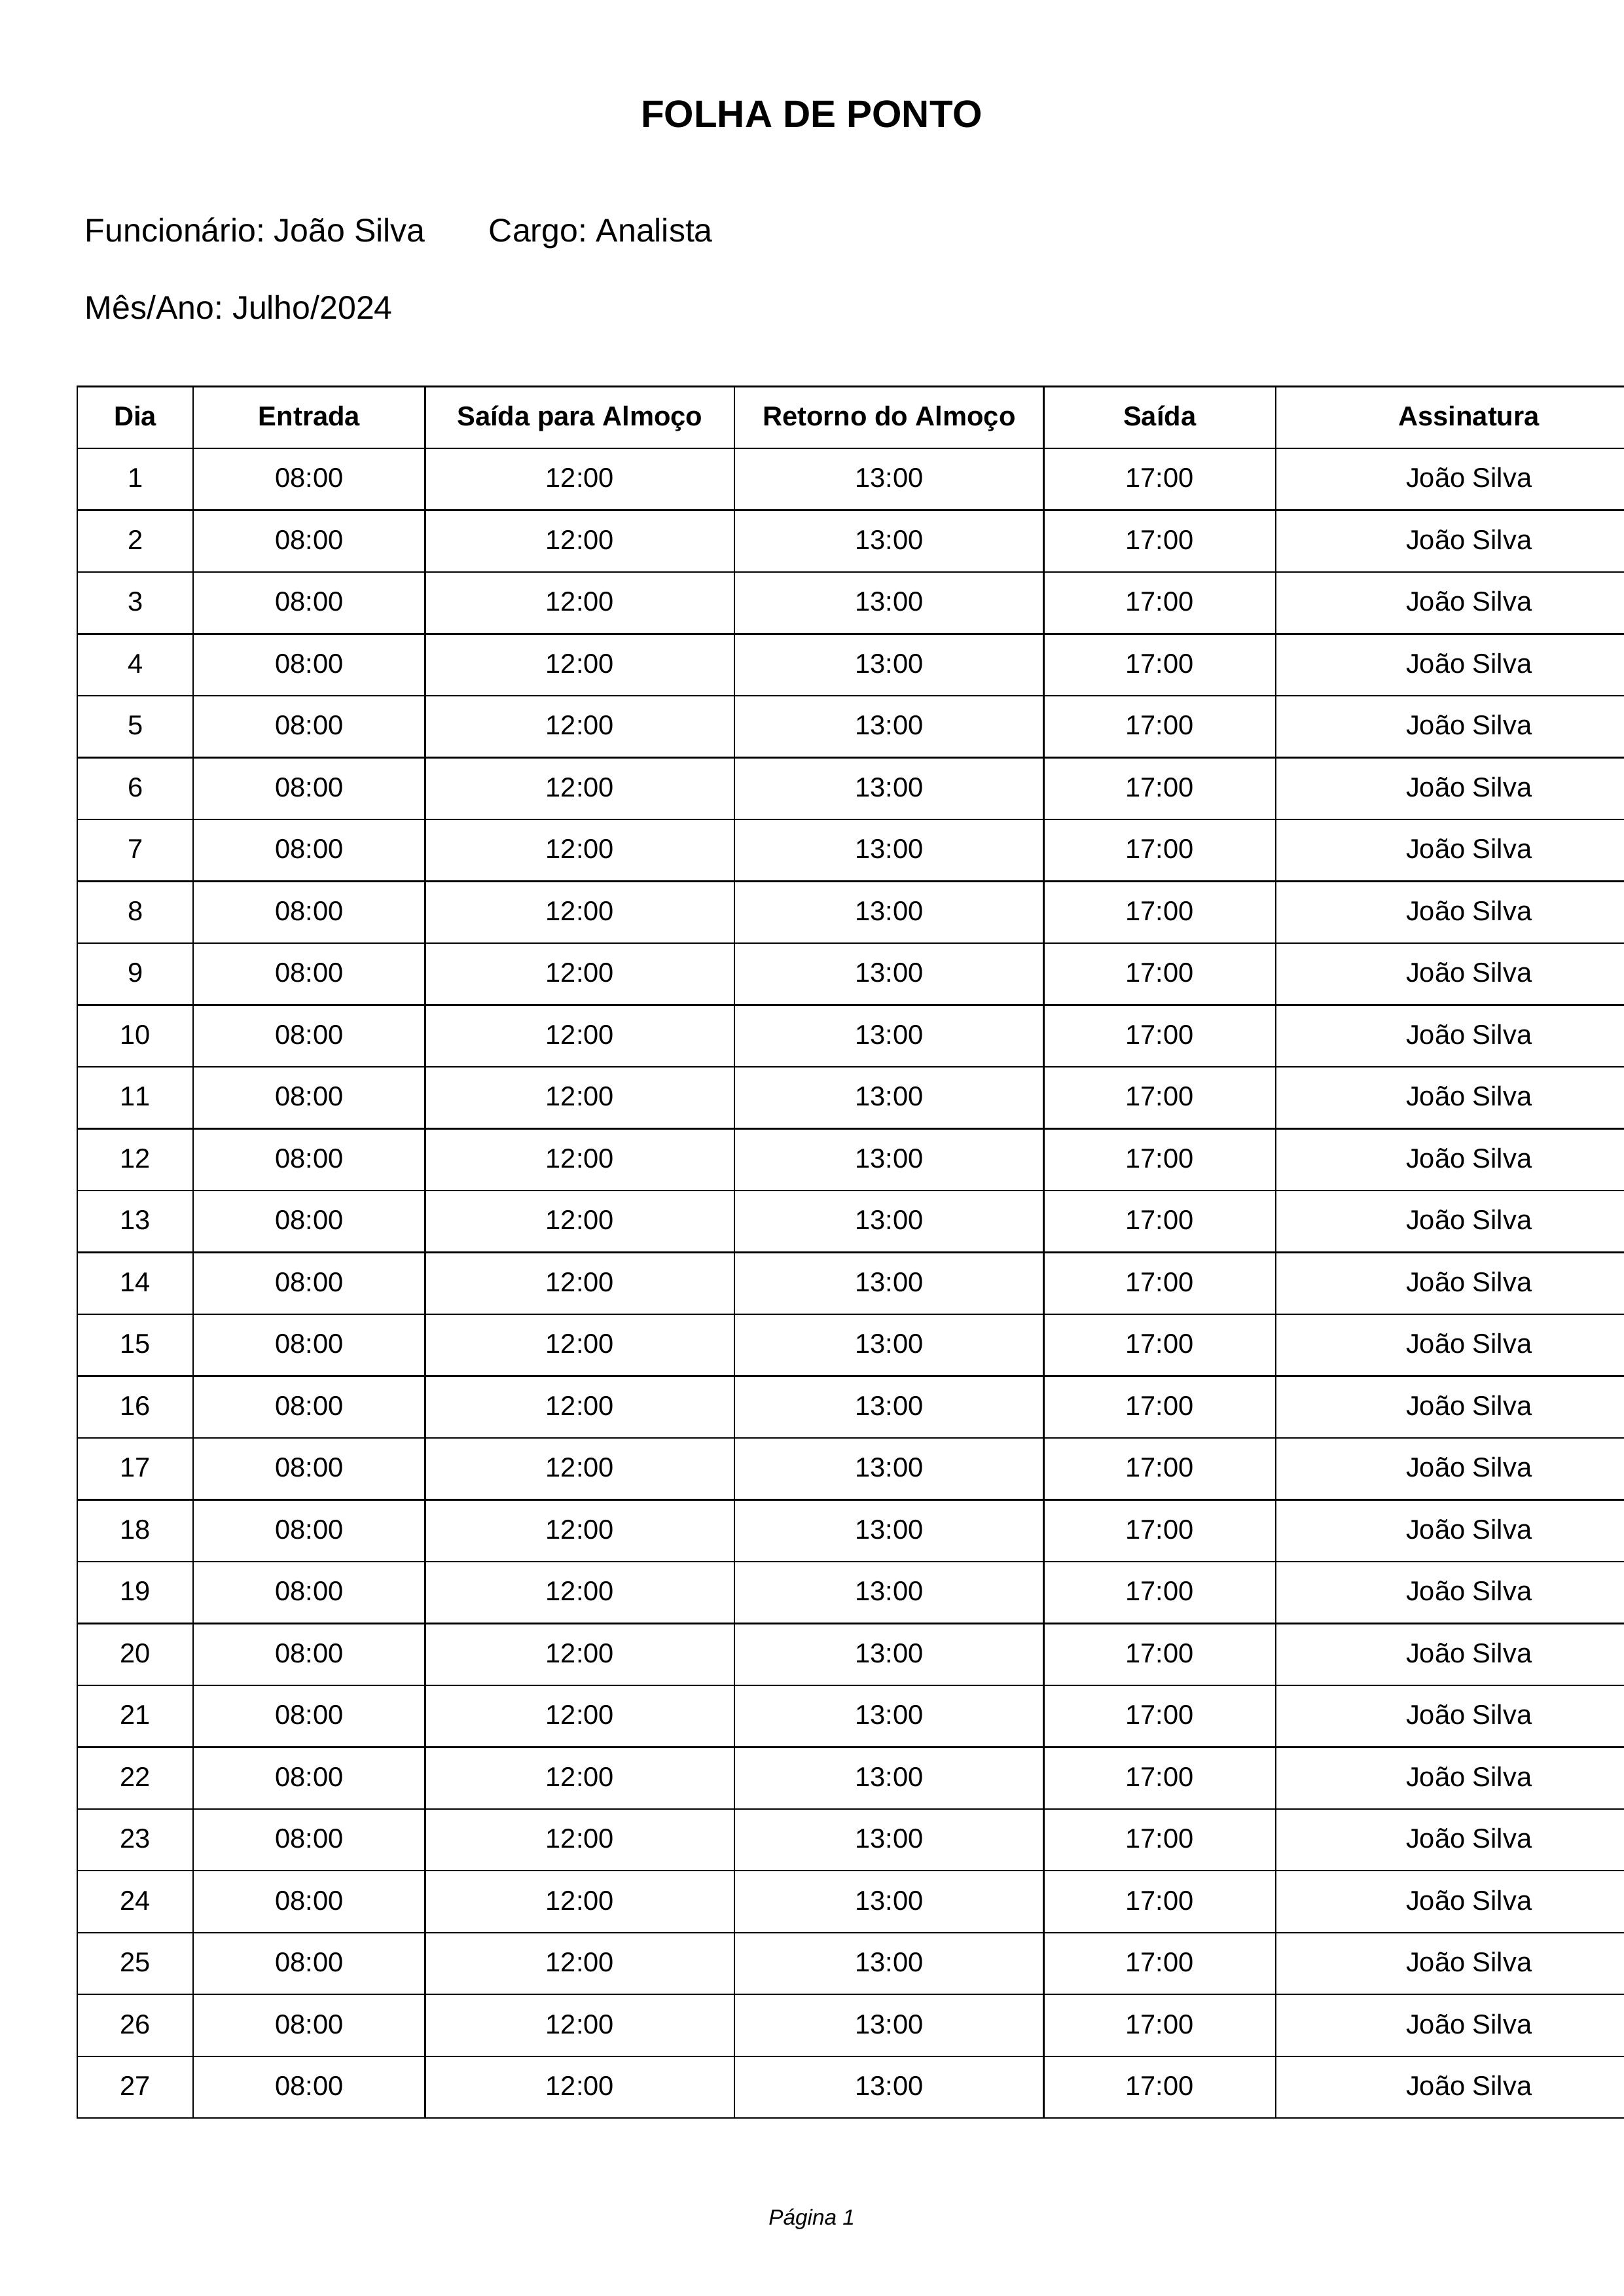 FOLHA DE PONTO
Funcionário: João Silva Cargo: Analista
Mês/Ano: Julho/2024
Dia Entrada Saída para Almoço Retorno do Almoço Saída Assinatura
1 08:00 12:00 13:00 17:00 João Silva
2 08:00 12:00 13:00 17:00 João Silva
3 08:00 12:00 13:00 17:00 João Silva
4 08:00 12:00 13:00 17:00 João Silva
5 08:00 12:00 13:00 17:00 João Silva
6 08:00 12:00 13:00 17:00 João Silva
7 08:00 12:00 13:00 17:00 João Silva
8 08:00 12:00 13:00 17:00 João Silva
9 08:00 12:00 13:00 17:00 João Silva
10 08:00 12:00 13:00 17:00 João Silva
11 08:00 12:00 13:00 17:00 João Silva
12 08:00 12:00 13:00 17:00 João Silva
13 08:00 12:00 13:00 17:00 João Silva
14 08:00 12:00 13:00 17:00 João Silva
15 08:00 12:00 13:00 17:00 João Silva
16 08:00 12:00 13:00 17:00 João Silva
17 08:00 12:00 13:00 17:00 João Silva
18 08:00 12:00 13:00 17:00 João Silva
19 08:00 12:00 13:00 17:00 João Silva
20 08:00 12:00 13:00 17:00 João Silva
21 08:00 12:00 13:00 17:00 João Silva
22 08:00 12:00 13:00 17:00 João Silva
23 08:00 12:00 13:00 17:00 João Silva
24 08:00 12:00 13:00 17:00 João Silva
25 08:00 12:00 13:00 17:00 João Silva
26 08:00 12:00 13:00 17:00 João Silva
27 08:00 12:00 13:00 17:00 João Silva
Página 1